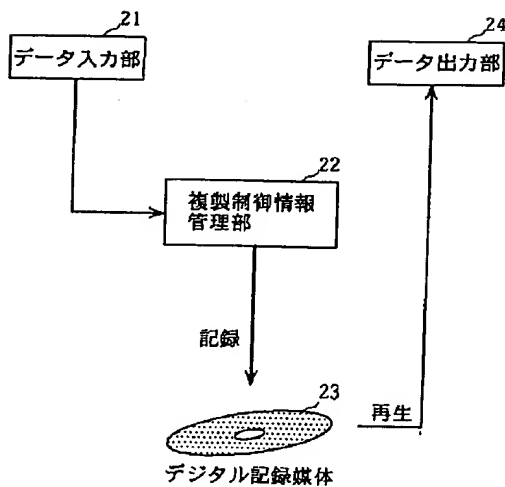 21
データ入力部
24
データ出力部
22
複製制御情報
管理部
記録
23
再生
デジタル記録媒体